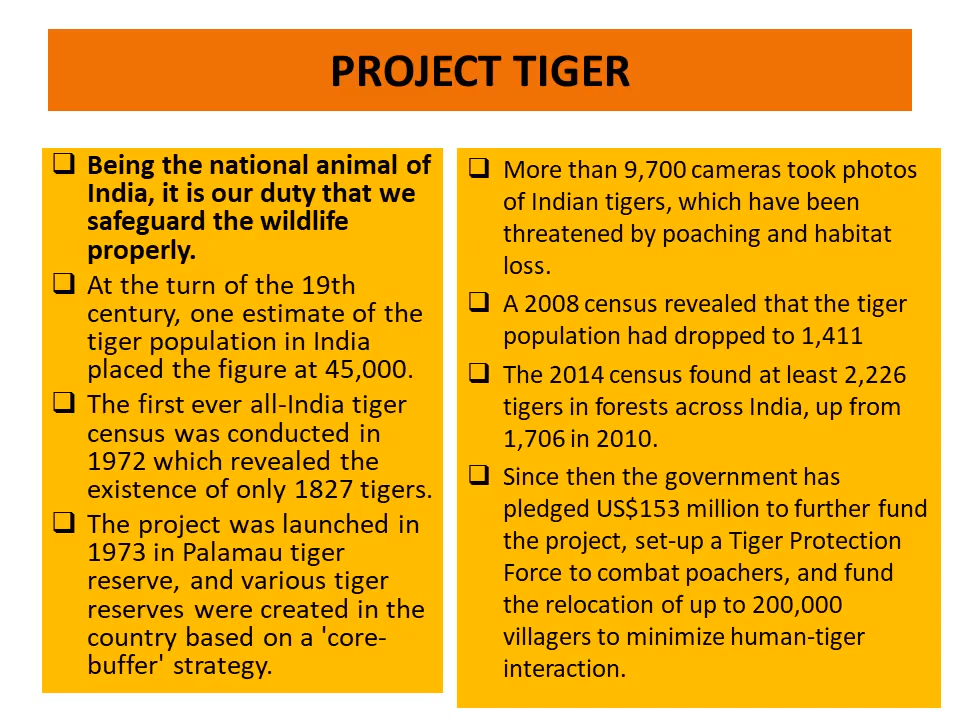 PROJECT TIGER
❑ Being the national animal of
India, it is our duty that we
safeguard the wildlife
properly.
❑ At the turn of the 19th
century, one estimate of the
tiger population in India
placed the figure at 45,000.
❑ The first ever all-India tiger
census was conducted in
1972 which revealed the
existence of only 1827 tigers.
❑ The project was launched in
1973 in Palamau tiger
reserve, and various tiger
reserves were created in the
country based on a 'core-
buffer' strategy.
❑ More than 9,700 cameras took photos
of Indian tigers, which have been
threatened by poaching and habitat
loss.
❑ A 2008 census revealed that the tiger
population had dropped to 1,411
❑ The 2014 census found at least 2,226
tigers in forests across India, up from
1,706 in 2010.
❑ Since then the government has
pledged US$153 million to further fund
the project, set-up a Tiger Protection
Force to combat poachers, and fund
the relocation of up to 200,000
villagers to minimize human-tiger
interaction.